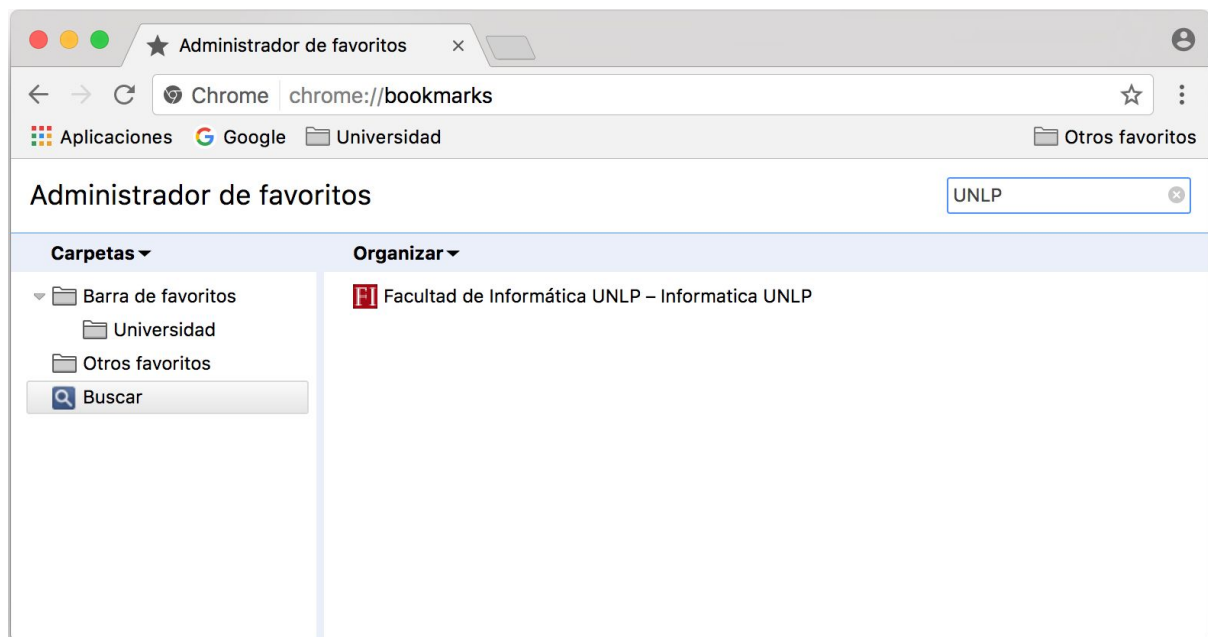 Administrador de favoritos
Chrome chrome://bookmarks
Aplicaciones Google Universidad Otros favoritos
Administrador de favoritos UNLP
Carpetas Organizar
Barra de favoritos FI Facultad de Informática UNLP – Informatica UNLP
Universidad
Otros favoritos
Buscar